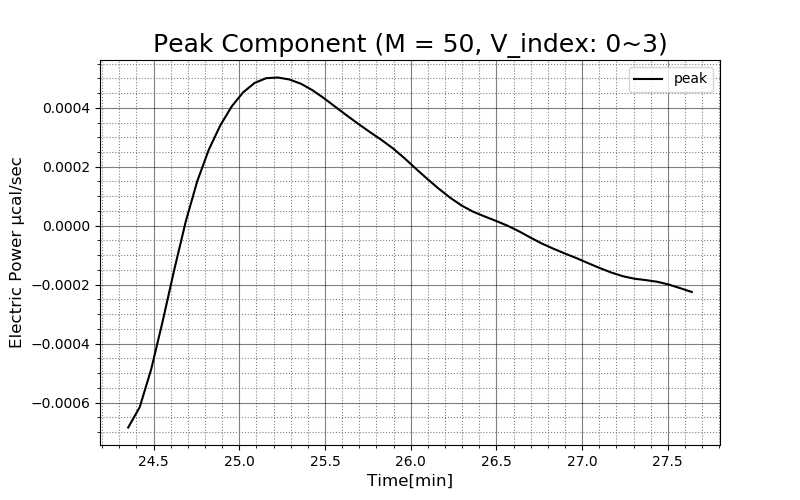 Peak Component (M = 50, V_index: 0~3)
peak
Electric Power μcal/sec
0.0004
0.0002
0.0000
−0.0002
−0.0004
−0.0006
24.5 25.0 25.5 26.0 26.5 27.0 27.5
Time[min]